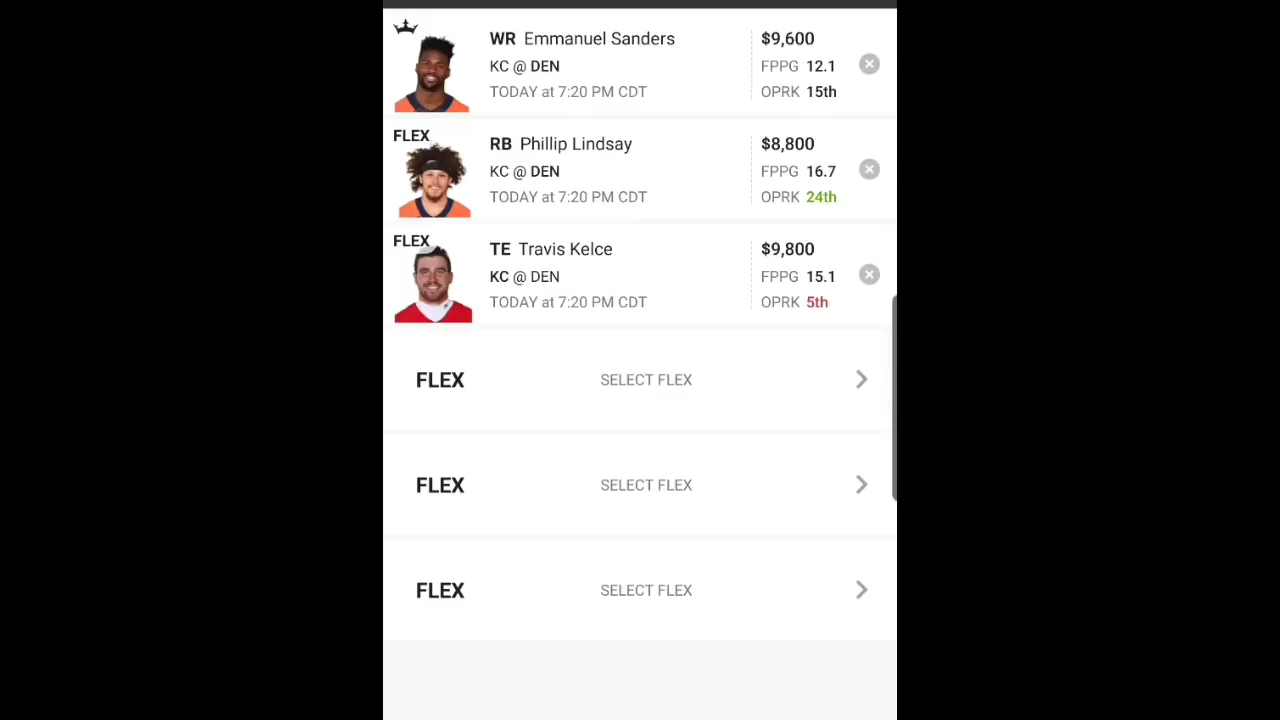 WR Emmanuel Sanders $9,600
KC @ DEN FPPG 12.1
TODAY at 7:20 PM CDT OPRK 15th
FLEX RB Phillip Lindsay $8,800
KC @ DEN FPPG 16.7
TODAY at 7:20 PM CDT OPRK 24th
FLEX TE Travis Kelce $9,800
KC @ DEN FPPG 15.1
TODAY at 7:20 PM CDT OPRK 5th
FLEX SELECT FLEX
FLEX SELECT FLEX
FLEX SELECT FLEX